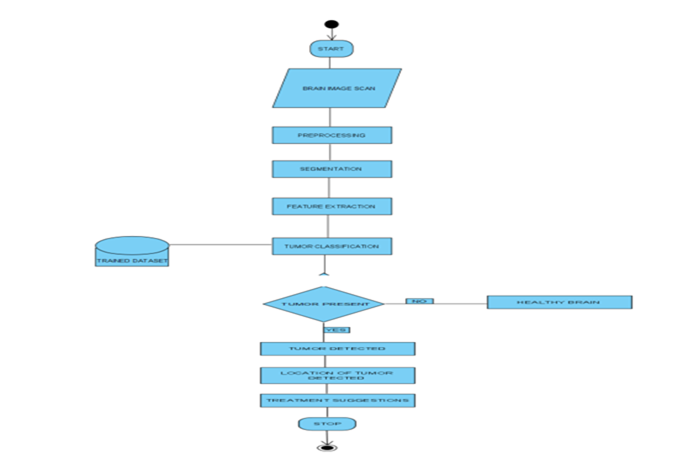 START
BRAIN IMAGE SCAN
PREPROCESSING
SEGMENTATION
FEATURE EXTRACTION
TUMOR CLASSIFICATION
TRAINED DATASET
TUMOR PRESENT
NO
HEALTHY BRAIN
YES
TUMOR DETECTED
LOCATION OF TUMOR
DETECTED
TREATMENT SUGGESTIONS
STOP